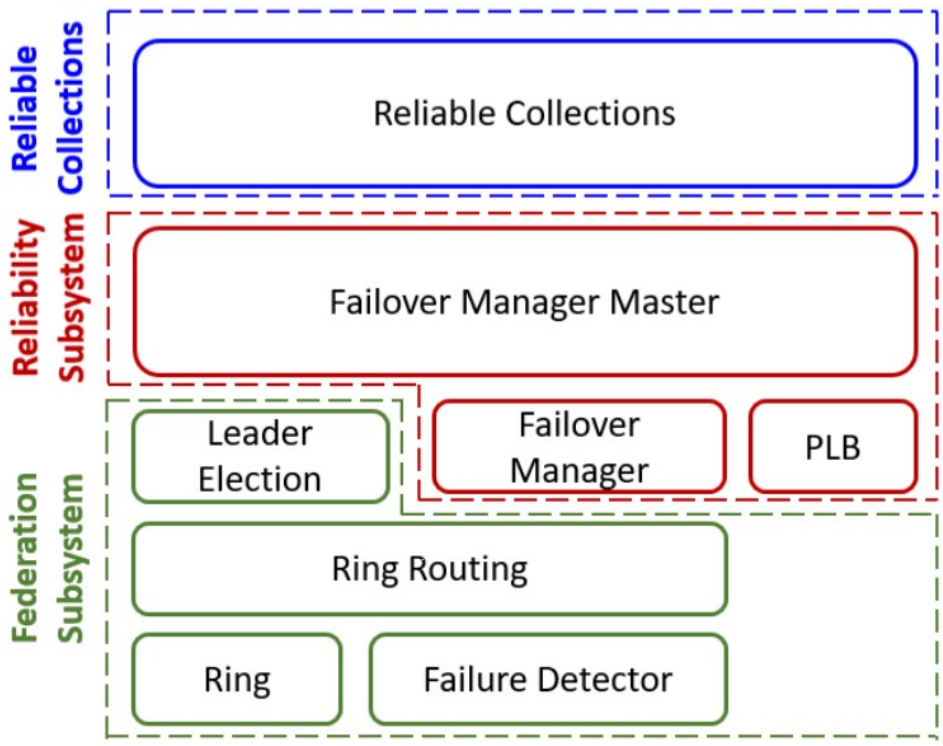 Reliable
Collections
Reliable Collections
Reliability
Subsystem
Failover Manager Master
Failover
Manager
PLB
Federation
Subsystem
Leader
Election
Ring Routing
Ring
Failure Detector